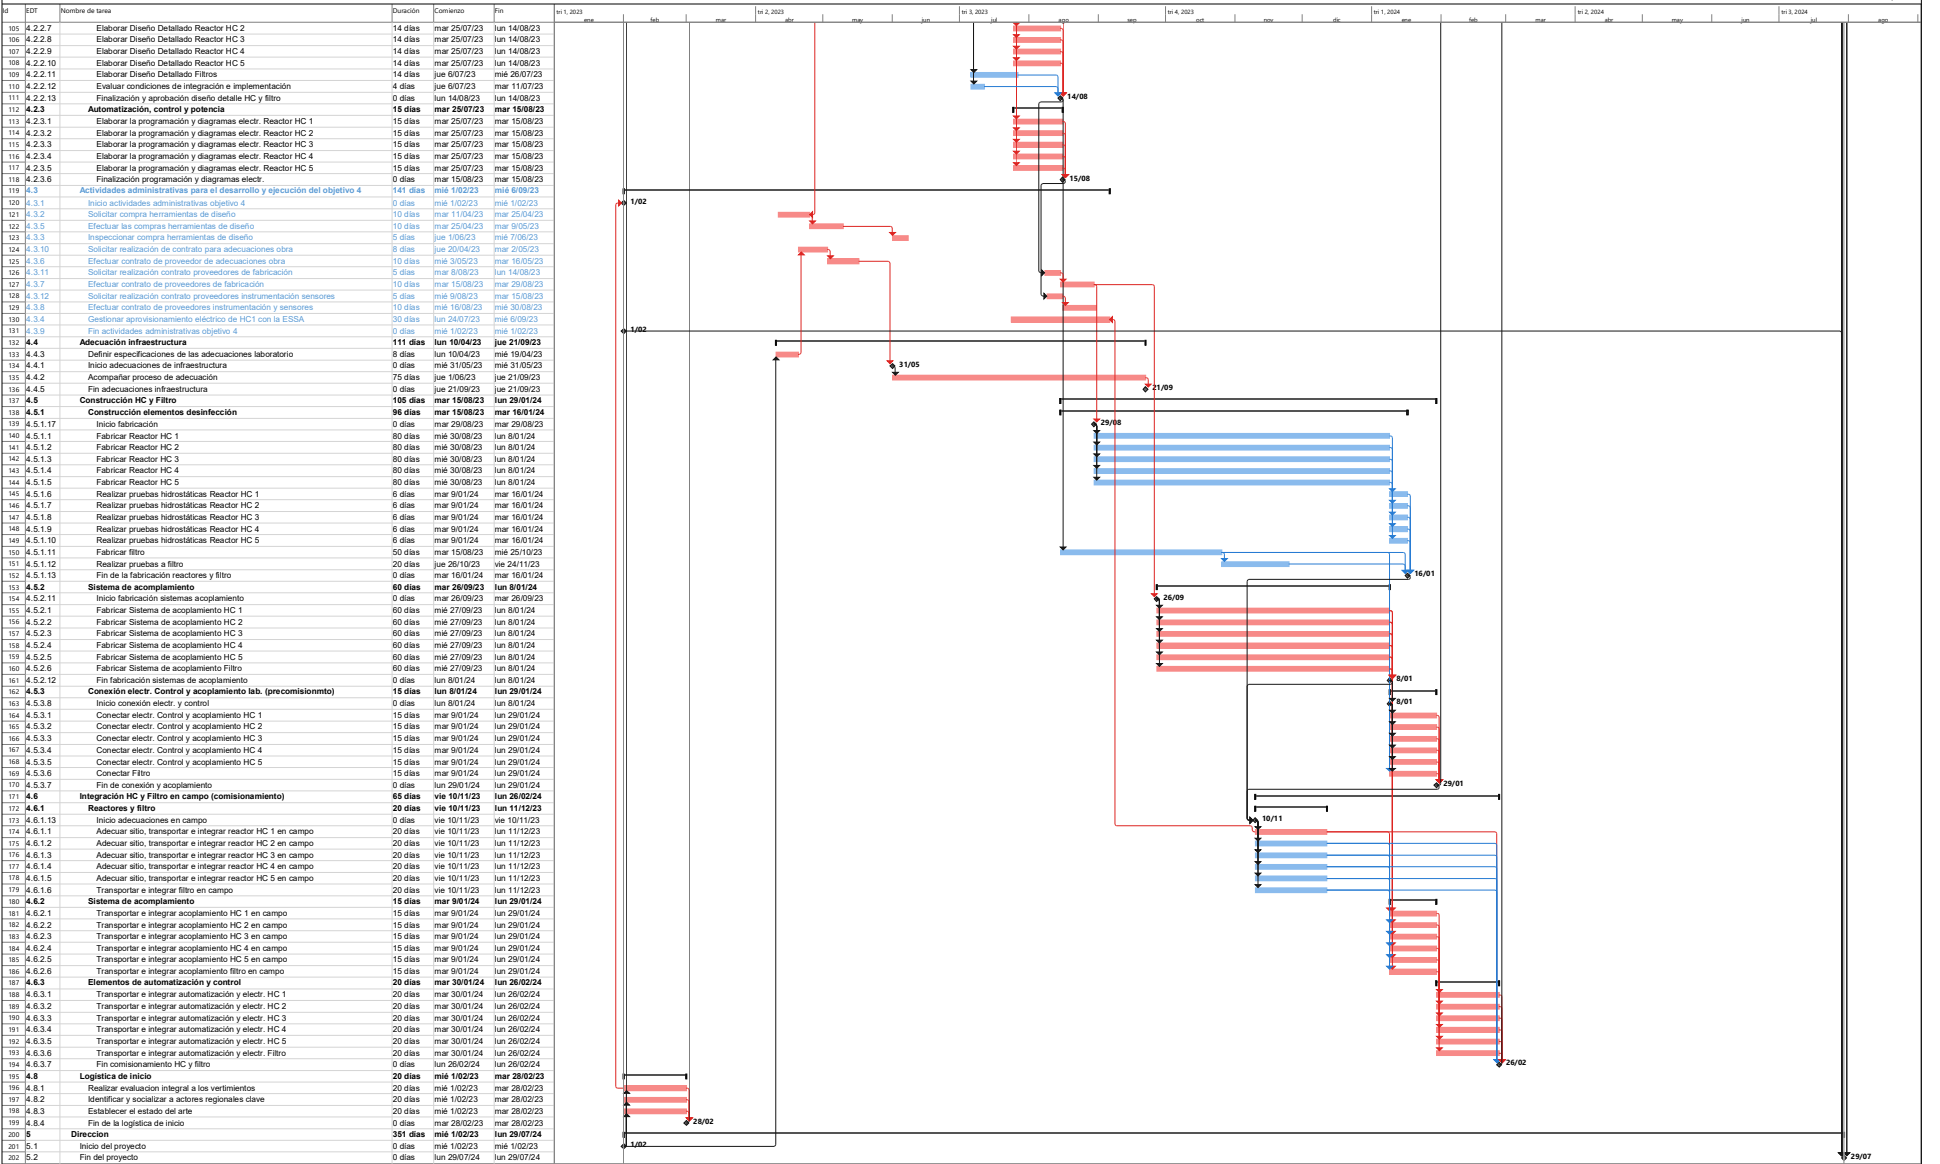 Id EDT Nombre de tarea Duración Comienzo Fin tri 1, 2023 tri 2, 2023 tri 3, 2023 tri 4, 2023 tri 1, 2024 tri 2, 2024 tri 3, 2024
ene feb abr may jun jul ago sep oct nov dic ene feb mar abr may jun jul ago
105 4.2.2.7 Elaborar Diseño Detallado Reactor HC 2 14 días mar 25/07/23 lun 14/08/23
106 4.2.2.8 Elaborar Diseño Detallado Reactor HC 3 14 días mar 25/07/23 lun 14/08/23
107 4.2.2.9 Elaborar Diseño Detallado Reactor HC 4 14 días mar 25/07/23 lun 14/08/23
108 4.2.2.10 Elaborar Diseño Detallado Reactor HC 5 14 días mar 25/07/23 lun 14/08/23
109 4.2.2.11 Elaborar Diseño Detallado Filtros 14 días jue 6/07/23 mié 26/07/23
110 4.2.2.12 Evaluar condiciones de integración e implementación 4 días jue 6/07/23 mar 11/07/23
111 4.2.2.13 Finalización y aprobación diseño detalle HC y filtro 0 días lun 14/08/23 lun 14/08/23 14/08
112 4.2.3 Automatización, control y potencia 15 días mar 25/07/23 mar 15/08/23
113 4.2.3.1 Elaborar la programación y diagramas electr. Reactor HC 1 15 días mar 25/07/23 mar 15/08/23
114 4.2.3.2 Elaborar la programación y diagramas electr. Reactor HC 2 15 días mar 25/07/23 mar 15/08/23
115 4.2.3.3 Elaborar la programación y diagramas electr. Reactor HC 3 15 días mar 25/07/23 mar 15/08/23
116 4.2.3.4 Elaborar la programación y diagramas electr. Reactor HC 4 15 días mar 25/07/23 mar 15/08/23
117 4.2.3.5 Elaborar la programación y diagramas electr. Reactor HC 5 15 días mar 25/07/23 mar 15/08/23
118 4.2.3.6 Finalización programación y diagramas electr. 0 días mar 15/08/23 mar 15/08/23 15/08
119 4.3 Actividades administrativas para el desarrollo y ejecución del objetivo 4 141 días mié 1/02/23 mié 6/09/23
120 4.3.1 Inicio actividades administrativas objetivo 4 0 días mié 1/02/23 mié 1/02/23 1/02
121 4.3.2 Solicitar compra herramientas de diseño 10 días mar 11/04/23 mar 25/04/23
122 4.3.5 Efectuar las compras herramientas de diseño 10 días mar 25/04/23 mar 9/05/23
123 4.3.3 Inspeccionar compra herramientas de diseño 5 días jue 1/06/23 mié 7/06/23
124 4.3.10 Solicitar realización de contrato para adecuaciones obra 8 días jue 20/04/23 mar 2/05/23
125 4.3.6 Efectuar contrato de proveedor de adecuaciones obra 10 días mié 3/05/23 mar 16/05/23
126 4.3.11 Solicitar realización contrato proveedores de fabricación 5 días mar 8/08/23 lun 14/08/23
127 4.3.7 Efectuar contrato de proveedores de fabricación 10 días mar 15/08/23 mar 29/08/23
128 4.3.12 Solicitar realización contrato proveedores instrumentación sensores 5 días mié 9/08/23 mar 15/08/23
129 4.3.8 Efectuar contrato de proveedores instrumentación y sensores 10 días mié 16/08/23 mié 30/08/23
130 4.3.4 Gestionar aprovisionamiento eléctrico de HC1 con la ESSA 30 días lun 24/07/23 mié 6/09/23
131 4.3.9 Fin actividades administrativas objetivo 4 0 días mié 1/02/23 mié 1/02/23 1/02
132 4.4 Adecuación infraestructura 111 días lun 10/04/23 jue 21/09/23
133 4.4.3 Definir especificaciones de las adecuaciones laboratorio 8 días lun 10/04/23 mié 19/04/23
134 4.4.1 Inicio adecuaciones de infraestructura 0 días mié 31/05/23 mié 31/05/23 31/05
135 4.4.2 Acompañar proceso de adecuación 75 días jue 1/06/23 jue 21/09/23
136 4.4.5 Fin adecuaciones infraestructura 0 días jue 21/09/23 jue 21/09/23 21/09
137 4.5 Construcción HC y Filtro 105 días mar 15/08/23 lun 29/01/24
138 4.5.1 Construcción elementos desinfección 96 días mar 15/08/23 mar 16/01/24
139 4.5.1.17 Inicio fabricación 0 días mar 29/08/23 mar 29/08/23 29/08
140 4.5.1.1 Fabricar Reactor HC 1 80 días mié 30/08/23 lun 8/01/24
141 4.5.1.2 Fabricar Reactor HC 2 80 días mié 30/08/23 lun 8/01/24
142 4.5.1.3 Fabricar Reactor HC 3 80 días mié 30/08/23 lun 8/01/24
143 4.5.1.4 Fabricar Reactor HC 4 80 días mié 30/08/23 lun 8/01/24
144 4.5.1.5 Fabricar Reactor HC 5 80 días mié 30/08/23 lun 8/01/24
145 4.5.1.6 Realizar pruebas hidrostáticas Reactor HC 1 6 días mar 9/01/24 mar 16/01/24
146 4.5.1.7 Realizar pruebas hidrostáticas Reactor HC 2 6 días mar 9/01/24 mar 16/01/24
147 4.5.1.8 Realizar pruebas hidrostáticas Reactor HC 3 6 días mar 9/01/24 mar 16/01/24
148 4.5.1.9 Realizar pruebas hidrostáticas Reactor HC 4 6 días mar 9/01/24 mar 16/01/24
149 4.5.1.10 Realizar pruebas hidrostáticas Reactor HC 5 6 días mar 9/01/24 mar 16/01/24
150 4.5.1.11 Fabricar filtro 50 días mar 15/08/23 mié 25/10/23
151 4.5.1.12 Realizar pruebas a filtro 20 días jue 26/10/23 vie 24/11/23
152 4.5.1.13 Fin de la fabricación reactores y filtro 0 días mar 16/01/24 mar 16/01/24 16/01
153 4.5.2 Sistema de acomplamiento 60 días mar 26/09/23 lun 8/01/24
154 4.5.2.11 Inicio fabricación sistemas acoplamiento 0 días mar 26/09/23 mar 26/09/23 26/09
155 4.5.2.1 Fabricar Sistema de acoplamiento HC 1 60 días mié 27/09/23 lun 8/01/24
156 4.5.2.2 Fabricar Sistema de acoplamiento HC 2 60 días mié 27/09/23 lun 8/01/24
157 4.5.2.3 Fabricar Sistema de acoplamiento HC 3 60 días mié 27/09/23 lun 8/01/24
158 4.5.2.4 Fabricar Sistema de acoplamiento HC 4 60 días mié 27/09/23 lun 8/01/24
159 4.5.2.5 Fabricar Sistema de acoplamiento HC 5 60 días mié 27/09/23 lun 8/01/24
160 4.5.2.6 Fabricar Sistema de acoplamiento Filtro 60 días mié 27/09/23 lun 8/01/24
161 4.5.2.12 Fin fabricación sistemas de acoplamiento 0 días lun 8/01/24 lun 8/01/24 8/01
162 4.5.3 Conexión electr. Control y acoplamiento lab. (precomisionmto) 15 días lun 8/01/24 lun 29/01/24
163 4.5.3.8 Inicio conexión electr. y control 0 días lun 8/01/24 lun 8/01/24 8/01
164 4.5.3.1 Conectar electr. Control y acoplamiento HC 1 15 días mar 9/01/24 lun 29/01/24
165 4.5.3.2 Conectar electr. Control y acoplamiento HC 2 15 días mar 9/01/24 lun 29/01/24
166 4.5.3.3 Conectar electr. Control y acoplamiento HC 3 15 días mar 9/01/24 lun 29/01/24
167 4.5.3.4 Conectar electr. Control y acoplamiento HC 4 15 días mar 9/01/24 lun 29/01/24
168 4.5.3.5 Conectar electr. Control y acoplamiento HC 5 15 días mar 9/01/24 lun 29/01/24
169 4.5.3.6 Conectar Filtro 15 días mar 9/01/24 lun 29/01/24
170 4.5.3.7 Fin de conexión y acoplamiento 0 días lun 29/01/24 lun 29/01/24 29/01
171 4.6 Integración HC y Filtro en campo (comisionamiento) 65 días vie 10/11/23 lun 26/02/24
172 4.6.1 Reactores y filtro 20 días vie 10/11/23 lun 11/12/23
173 4.6.1.13 Inicio adecuaciones en campo 0 días vie 10/11/23 vie 10/11/23 10/11
174 4.6.1.1 Adecuar sitio, transportar e integrar reactor HC 1 en campo 20 días vie 10/11/23 lun 11/12/23
175 4.6.1.2 Adecuar sitio, transportar e integrar reactor HC 2 en campo 20 días vie 10/11/23 lun 11/12/23
176 4.6.1.3 Adecuar sitio, transportar e integrar reactor HC 3 en campo 20 días vie 10/11/23 lun 11/12/23
177 4.6.1.4 Adecuar sitio, transportar e integrar reactor HC 4 en campo 20 días vie 10/11/23 lun 11/12/23
178 4.6.1.5 Adecuar sitio, transportar e integrar reactor HC 5 en campo 20 días vie 10/11/23 lun 11/12/23
179 4.6.1.6 Transportar e integrar filtro en campo 20 días vie 10/11/23 lun 11/12/23
180 4.6.2 Sistema de acomplamiento 15 días mar 9/01/24 lun 29/01/24
181 4.6.2.1 Transportar e integrar acoplamiento HC 1 en campo 15 días mar 9/01/24 lun 29/01/24
182 4.6.2.2 Transportar e integrar acoplamiento HC 2 en campo 15 días mar 9/01/24 lun 29/01/24
183 4.6.2.3 Transportar e integrar acoplamiento HC 3 en campo 15 días mar 9/01/24 lun 29/01/24
184 4.6.2.4 Transportar e integrar acoplamiento HC 4 en campo 15 días mar 9/01/24 lun 29/01/24
185 4.6.2.5 Transportar e integrar acoplamiento HC 5 en campo 15 días mar 9/01/24 lun 29/01/24
186 4.6.2.6 Transportar e integrar acoplamiento filtro en campo 15 días mar 9/01/24 lun 29/01/24
187 4.6.3 Elementos de automatización y control 20 días mar 30/01/24 lun 26/02/24
188 4.6.3.1 Transportar e integrar automatización y electr. HC 1 20 días mar 30/01/24 lun 26/02/24
189 4.6.3.2 Transportar e integrar automatización y electr. HC 2 20 días mar 30/01/24 lun 26/02/24
190 4.6.3.3 Transportar e integrar automatización y electr. HC 3 20 días mar 30/01/24 lun 26/02/24
191 4.6.3.4 Transportar e integrar automatización y electr. HC 4 20 días mar 30/01/24 lun 26/02/24
192 4.6.3.5 Transportar e integrar automatización y electr. HC 5 20 días mar 30/01/24 lun 26/02/24
193 4.6.3.6 Transportar e integrar automatización y electr. Filtro 20 días mar 30/01/24 lun 26/02/24
194 4.6.3.7 Fin comisionamiento HC y filtro 0 días lun 26/02/24 lun 26/02/24 26/02
195 4.8 Logística de inicio 20 días mié 1/02/23 mar 28/02/23
196 4.8.1 Realizar evaluacion integral a los vertimientos 20 días mié 1/02/23 mar 28/02/23
197 4.8.2 Identificar y socializar a actores regionales clave 20 días mié 1/02/23 mar 28/02/23
198 4.8.3 Establecer el estado del arte 20 días mié 1/02/23 mar 28/02/23
199 4.8.4 Fin de la logística de inicio 0 días mar 28/02/23 mar 28/02/23 28/02
200 5 Direccion 351 días mié 1/02/23 lun 29/07/24
201 5.1 Inicio del proyecto 0 días mié 1/02/23 mié 1/02/23 1/02
202 5.2 Fin del proyecto 0 días lun 29/07/24 lun 29/07/24 29/07